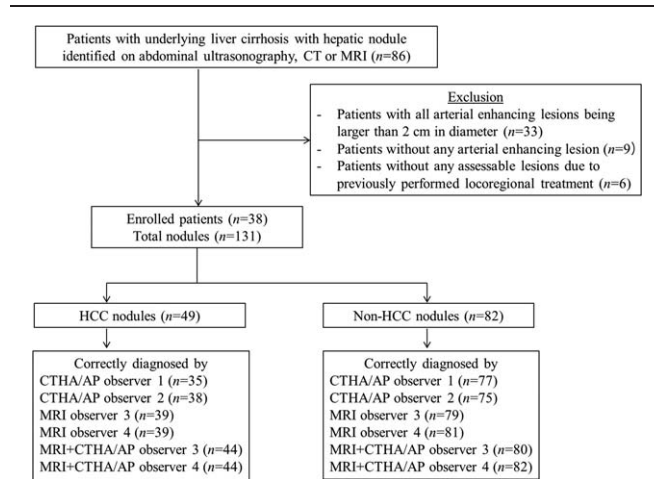 Patients with underlying liver cirrhosis with hepatic nodule
identified on abdominal ultrasonography, CT or MRI (n=86)
Exclusion
- Patients with all arterial enhancing lesions being
larger than 2 cm in diameter (n=33)
- Patients without any arterial enhancing lesion (n=9)
- Patients without any assessable lesions due to
previously performed locoregional treatment (n=6)
Enrolled patients (n=38)
Total nodules (n=131)
HCC nodules (n=49)
Non-HCC nodules (n=82)
Correctly diagnosed by
CTHA/AP observer 1 (n=35)
CTHA/AP observer 2 (n=38)
MRI observer 3 (n=39)
MRI observer 4 (n=39)
MRI+CTHA/AP observer 3 (n=44)
MRI+CTHA/AP observer 4 (n=44)
Correctly diagnosed by
CTHA/AP observer 1 (n=77)
CTHA/AP observer 2 (n=75)
MRI observer 3 (n=79)
MRI observer 4 (n=81)
MRI+CTHA/AP observer 3 (n=80)
MRI+CTHA/AP observer 4 (n=82)